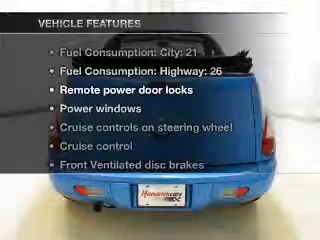 VEHICLE FEATURES
Fuel Consumption: City: 21
Fuel Consumption: Highway: 26
Remote power door locks
Power windows
Cruise controls on steering wheel
Cruise control
Front Ventilated disc brakes
Hendrickcars